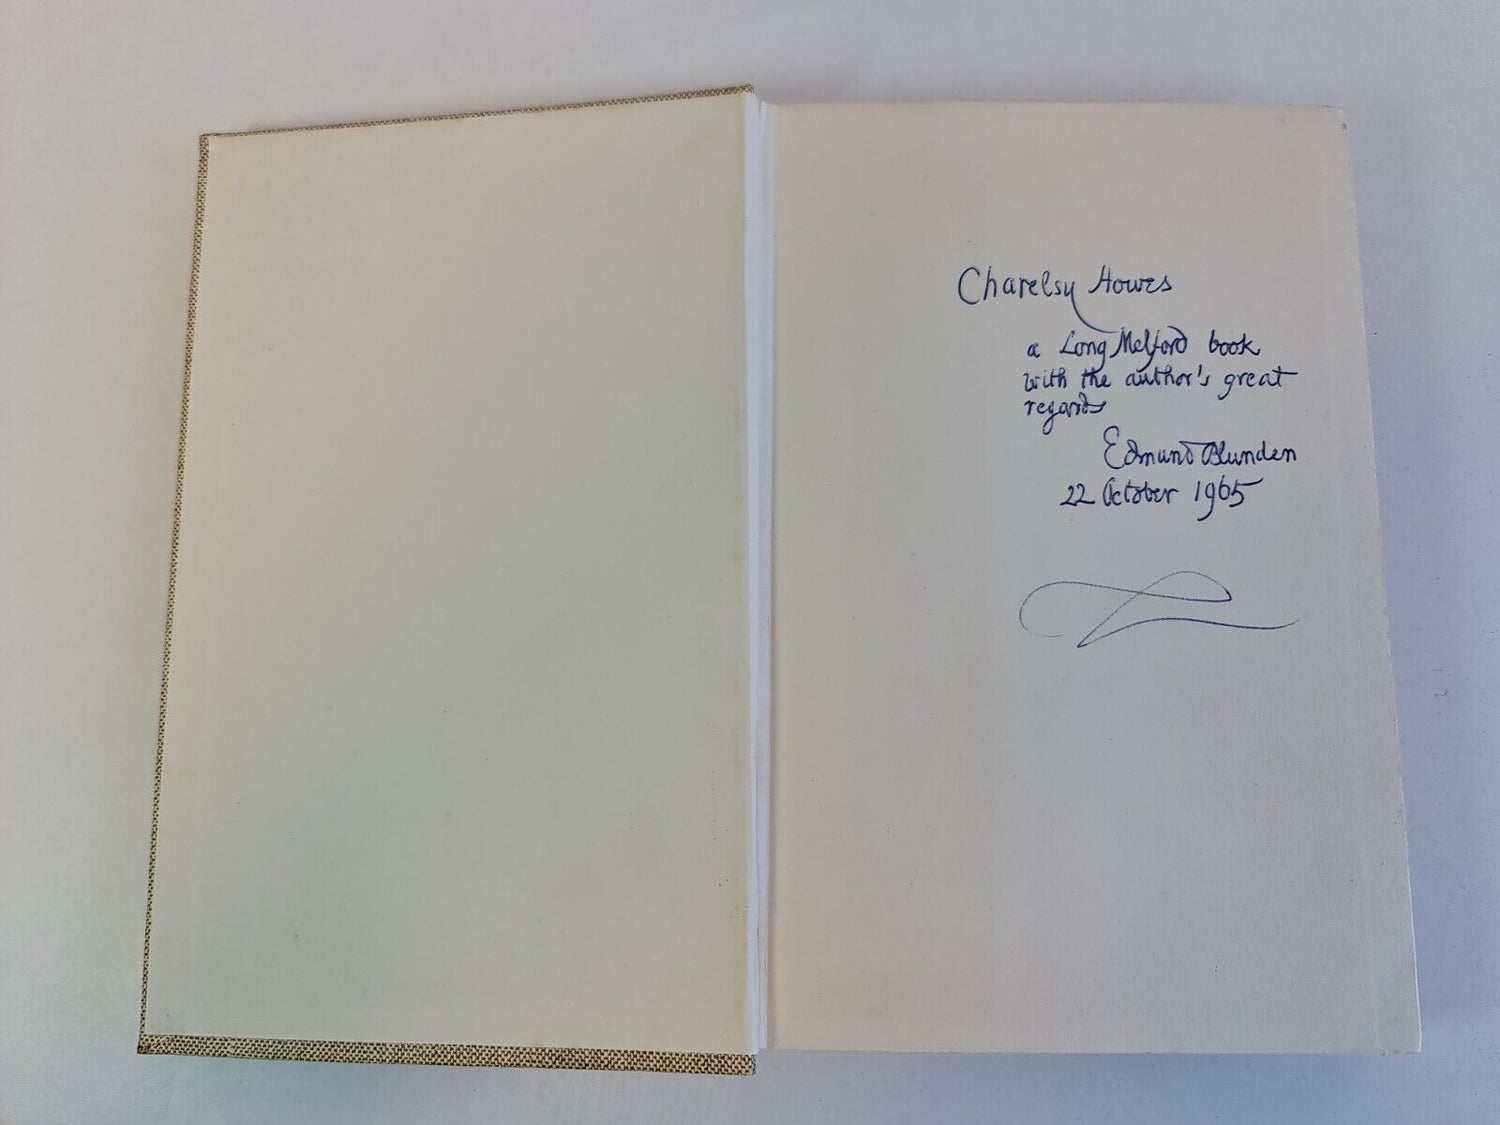 Charelsy Howes
a Long Melford book
with the author's great
regards
Edmund Blunden
22 October 1965